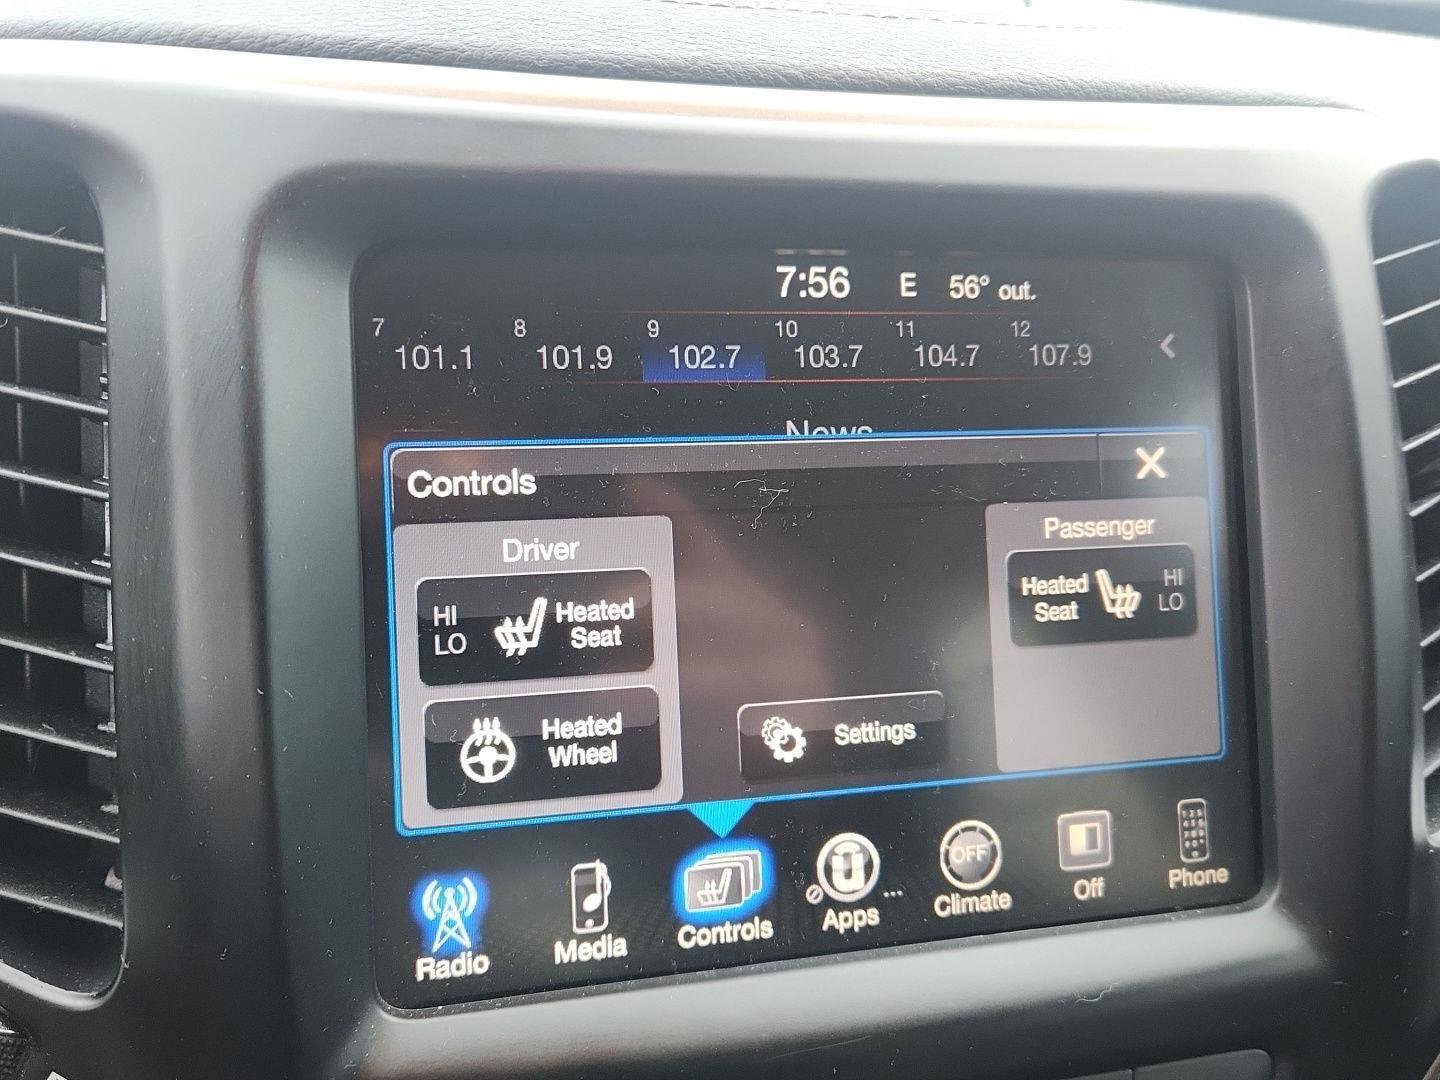 7:56 E 56° out.
7 8 9 10 11 12
101.1 101.9 102.7 103.7 104.7 107.9
News
Controls
Driver
HI
LO
Heated
Seat
Heated
Wheel
Settings
Passenger
Heated
Seat
HI
LO
Radio
Media
Controls
Apps
...
OFF
Climate
Off
Phone